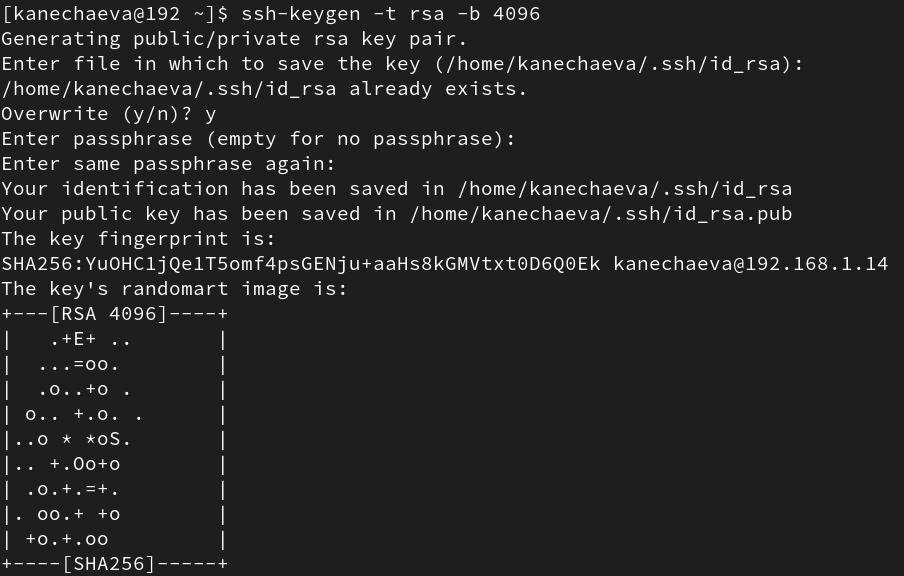 [kanechaeva@192 ~]$ ssh-keygen -t rsa -b 4096
Generating public/private rsa key pair.
Enter file in which to save the key (/home/kanechaeva/.ssh/id_rsa):
/home/kanechaeva/.ssh/id_rsa already exists.
Overwrite (y/n)? y
Enter passphrase (empty for no passphrase):
Enter same passphrase again:
Your identification has been saved in /home/kanechaeva/.ssh/id_rsa
Your public key has been saved in /home/kanechaeva/.ssh/id_rsa.pub
The key fingerprint is:
SHA256:YuOHC1jQe1T5omf4psGENju+aaHs8kGMVtxt0D6Q0Ek kanechaeva@192.168.1.14
The key's randomart image is:
+---[RSA 4096]----+
|   .+E+ ..       |
|  ...=oo.        |
|  .o..+o .       |
| o.. +.o. .      |
|..o * *oS.       |
|.. +.Oo+o        |
| .o.+.=+.        |
|. oo.+ +o        |
| +o.+.oo         |
+----[SHA256]-----+